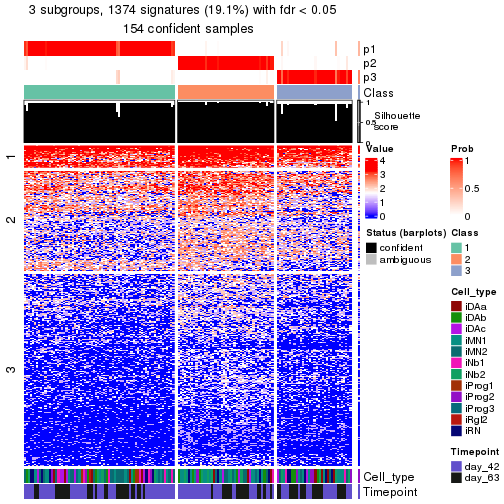 3 subgroups, 1374 signatures (19.1%) with fdr < 0.05
154 confident samples
p1
p2
p3
Class
1
0.5
0
Silhouette
score
1
2
3
Value
4
3
2
1
0
Prob
1
0.5
0
Status (barplots)
confident
ambiguous
Class
1
2
3
Cell_type
iDAa
iDAb
iDAc
iMN1
iMN2
iNb1
iNb2
iProg1
iProg2
iProg3
iRgl2
iRN
Timepoint
day_42
day_63
Cell_type
Timepoint